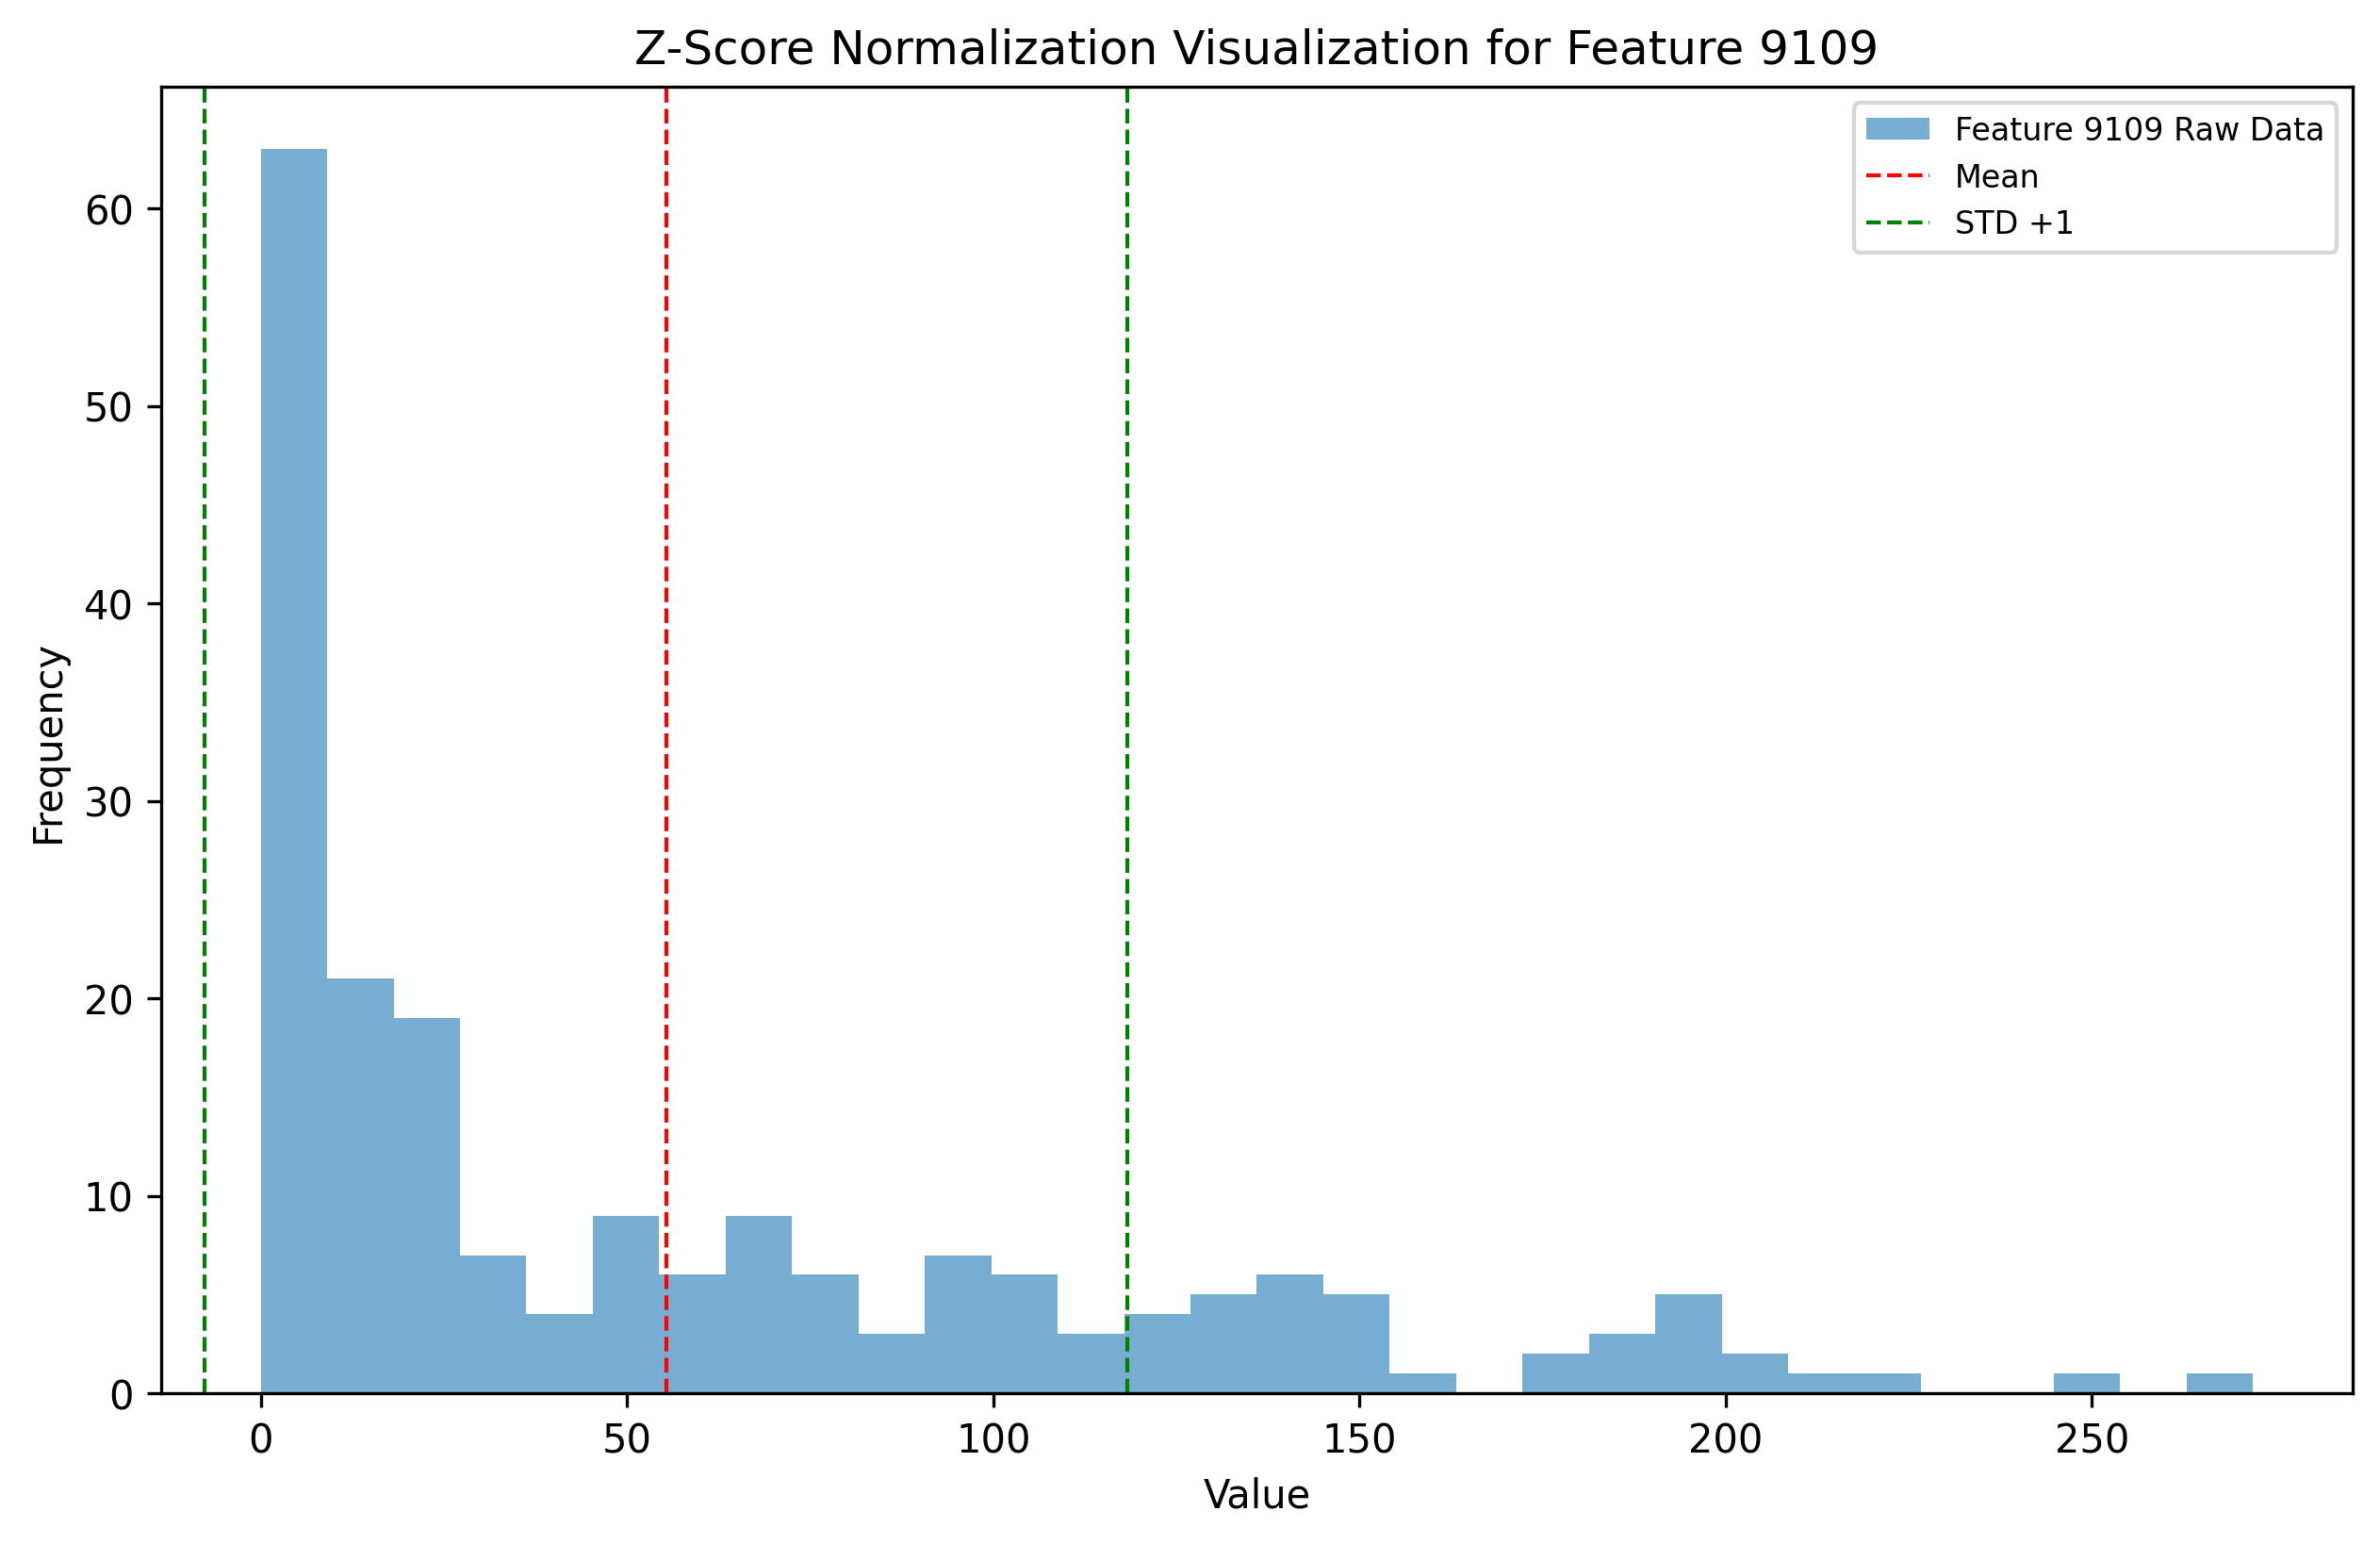 Z-Score Normalization Visualization for Feature 9109
Feature 9109 Raw Data
Mean
STD +1
Frequency
60
50
40
30
20
10
0
0 50 100 150 200 250
Value